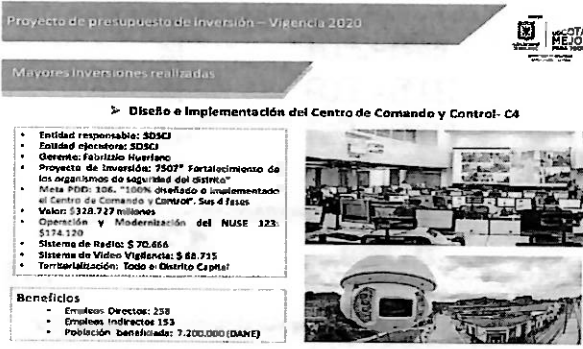 Proyecto de presupuesto de inversión – Vigencia 2020
BOGOTÁ
MEJOR
PARA TODOS
Mayores inversiones realizadas
➤ Diseño e Implementación del Centro de Comando y Control- C4
• Entidad responsable: SDSCJ
• Entidad ejecutora: SDSCJ
• Gerente: Fabrizzio Huertano
• Proyecto de Inversión: 7507" Fortalecimiento de
los organismos de seguridad del distrito"
• Meta PDD: 106. "100% diseñado o implementado
el Centro de Comando y Control". Sus 4 fases
• Valor: $328.727 millones
• Operación y Modernización del NUSE 123:
$174.120
• Sistema de Radio: $ 70.666
• Sistema de Video Vigilancia: $ 68.715
• Territorialización: Todo el Distrito Capital
Beneficios
• Empleos Directos: 258
• Empleos Indirectos 153
• Población beneficiada: 7.200.000 (DANE)